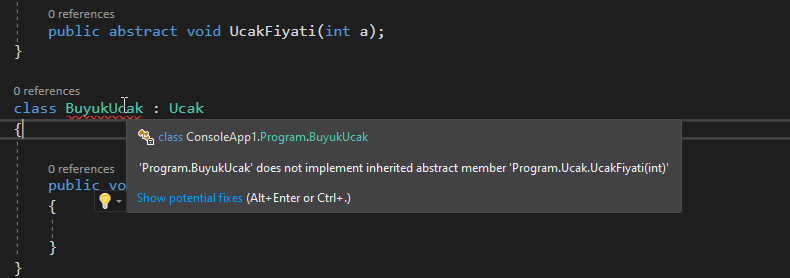 0 references
public abstract void UcakFiyati(int a);
}
0 references
class BuyukUcak : Ucak
{
class ConsoleApp1.Program.BuyukUcak
'Program.BuyukUcak' does not implement inherited abstract member 'Program.Ucak.UcakFiyati(int)'
Show potential fixes (Alt+Enter or Ctrl+.)
0 references
public vo
{
}
}